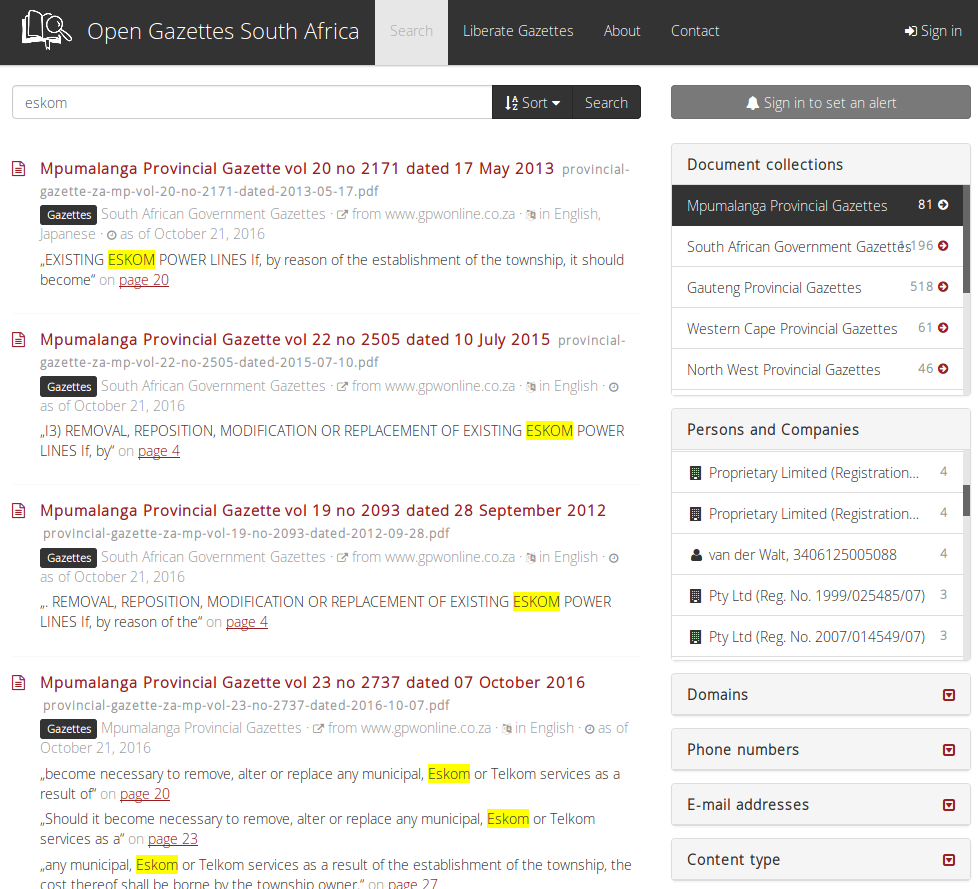 Open Gazettes South Africa
Search
Liberate Gazettes
About
Contact
Sign in
eskom
Sort
Search
Mpumalanga Provincial Gazette vol 20 no 2171 dated 17 May 2013 provincial-
gazette-za-mp-vol-20-no-2171-dated-2013-05-17.pdf
Gazettes South African Government Gazettes · from www.gpwonline.co.za · in English,
Japanese · as of October 21, 2016
„EXISTING ESKOM POWER LINES If, by reason of the establishment of the township, it should
become“ on page 20
Mpumalanga Provincial Gazette vol 22 no 2505 dated 10 July 2015 provincial-
gazette-za-mp-vol-22-no-2505-dated-2015-07-10.pdf
Gazettes South African Government Gazettes · from www.gpwonline.co.za · in English ·
as of October 21, 2016
„I3) REMOVAL, REPOSITION, MODIFICATION OR REPLACEMENT OF EXISTING ESKOM POWER
LINES If, by“ on page 4
Mpumalanga Provincial Gazette vol 19 no 2093 dated 28 September 2012
provincial-gazette-za-mp-vol-19-no-2093-dated-2012-09-28.pdf
Gazettes South African Government Gazettes · from www.gpwonline.co.za · in English ·
as of October 21, 2016
„. REMOVAL, REPOSITION, MODIFICATION OR REPLACEMENT OF EXISTING ESKOM POWER
LINES If, by reason of the“ on page 4
Mpumalanga Provincial Gazette vol 23 no 2737 dated 07 October 2016
provincial-gazette-za-mp-vol-23-no-2737-dated-2016-10-07.pdf
Gazettes Mpumalanga Provincial Gazettes · from www.gpwonline.co.za · in English · as of
October 21, 2016
„become necessary to remove, alter or replace any municipal, Eskom or Telkom services as a
result of“ on page 20
„Should it become necessary to remove, alter or replace any municipal, Eskom or Telkom
services as a“ on page 23
„any municipal, Eskom or Telkom services as a result of the establishment of the township, the
cost thereof shall be borne by the township owner.“ on page 27
Sign in to set an alert
Document collections
Mpumalanga Provincial Gazettes 81
South African Government Gazettes 1,196
Gauteng Provincial Gazettes 518
Western Cape Provincial Gazettes 61
North West Provincial Gazettes 46
Persons and Companies
Proprietary Limited (Registration... 4
Proprietary Limited (Registration... 4
van der Walt, 3406125005088 4
Pty Ltd (Reg. No. 1999/025485/07) 3
Pty Ltd (Reg. No. 2007/014549/07) 3
Domains
Phone numbers
E-mail addresses
Content type